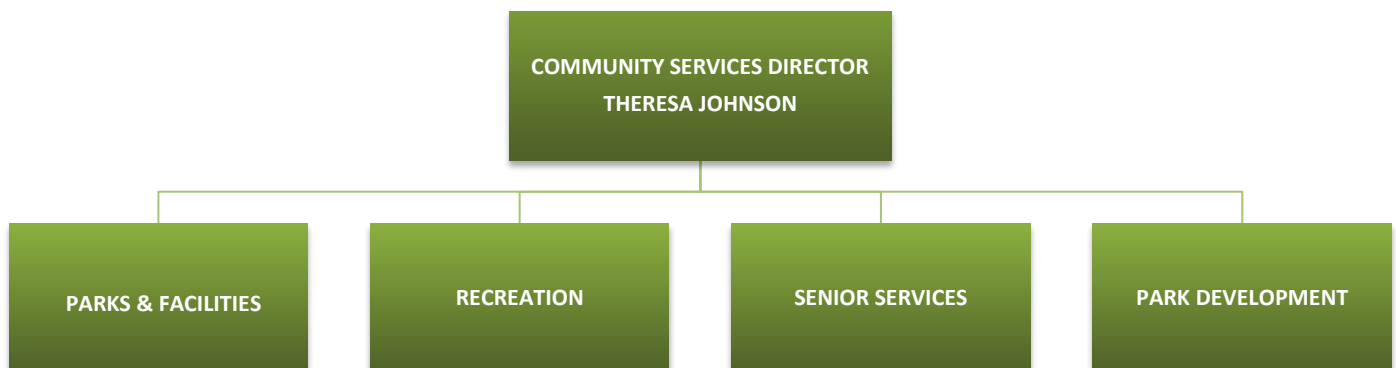 COMMUNITY SERVICES DIRECTOR
THERESA JOHNSON
PARKS & FACILITIES
RECREATION
SENIOR SERVICES
PARK DEVELOPMENT